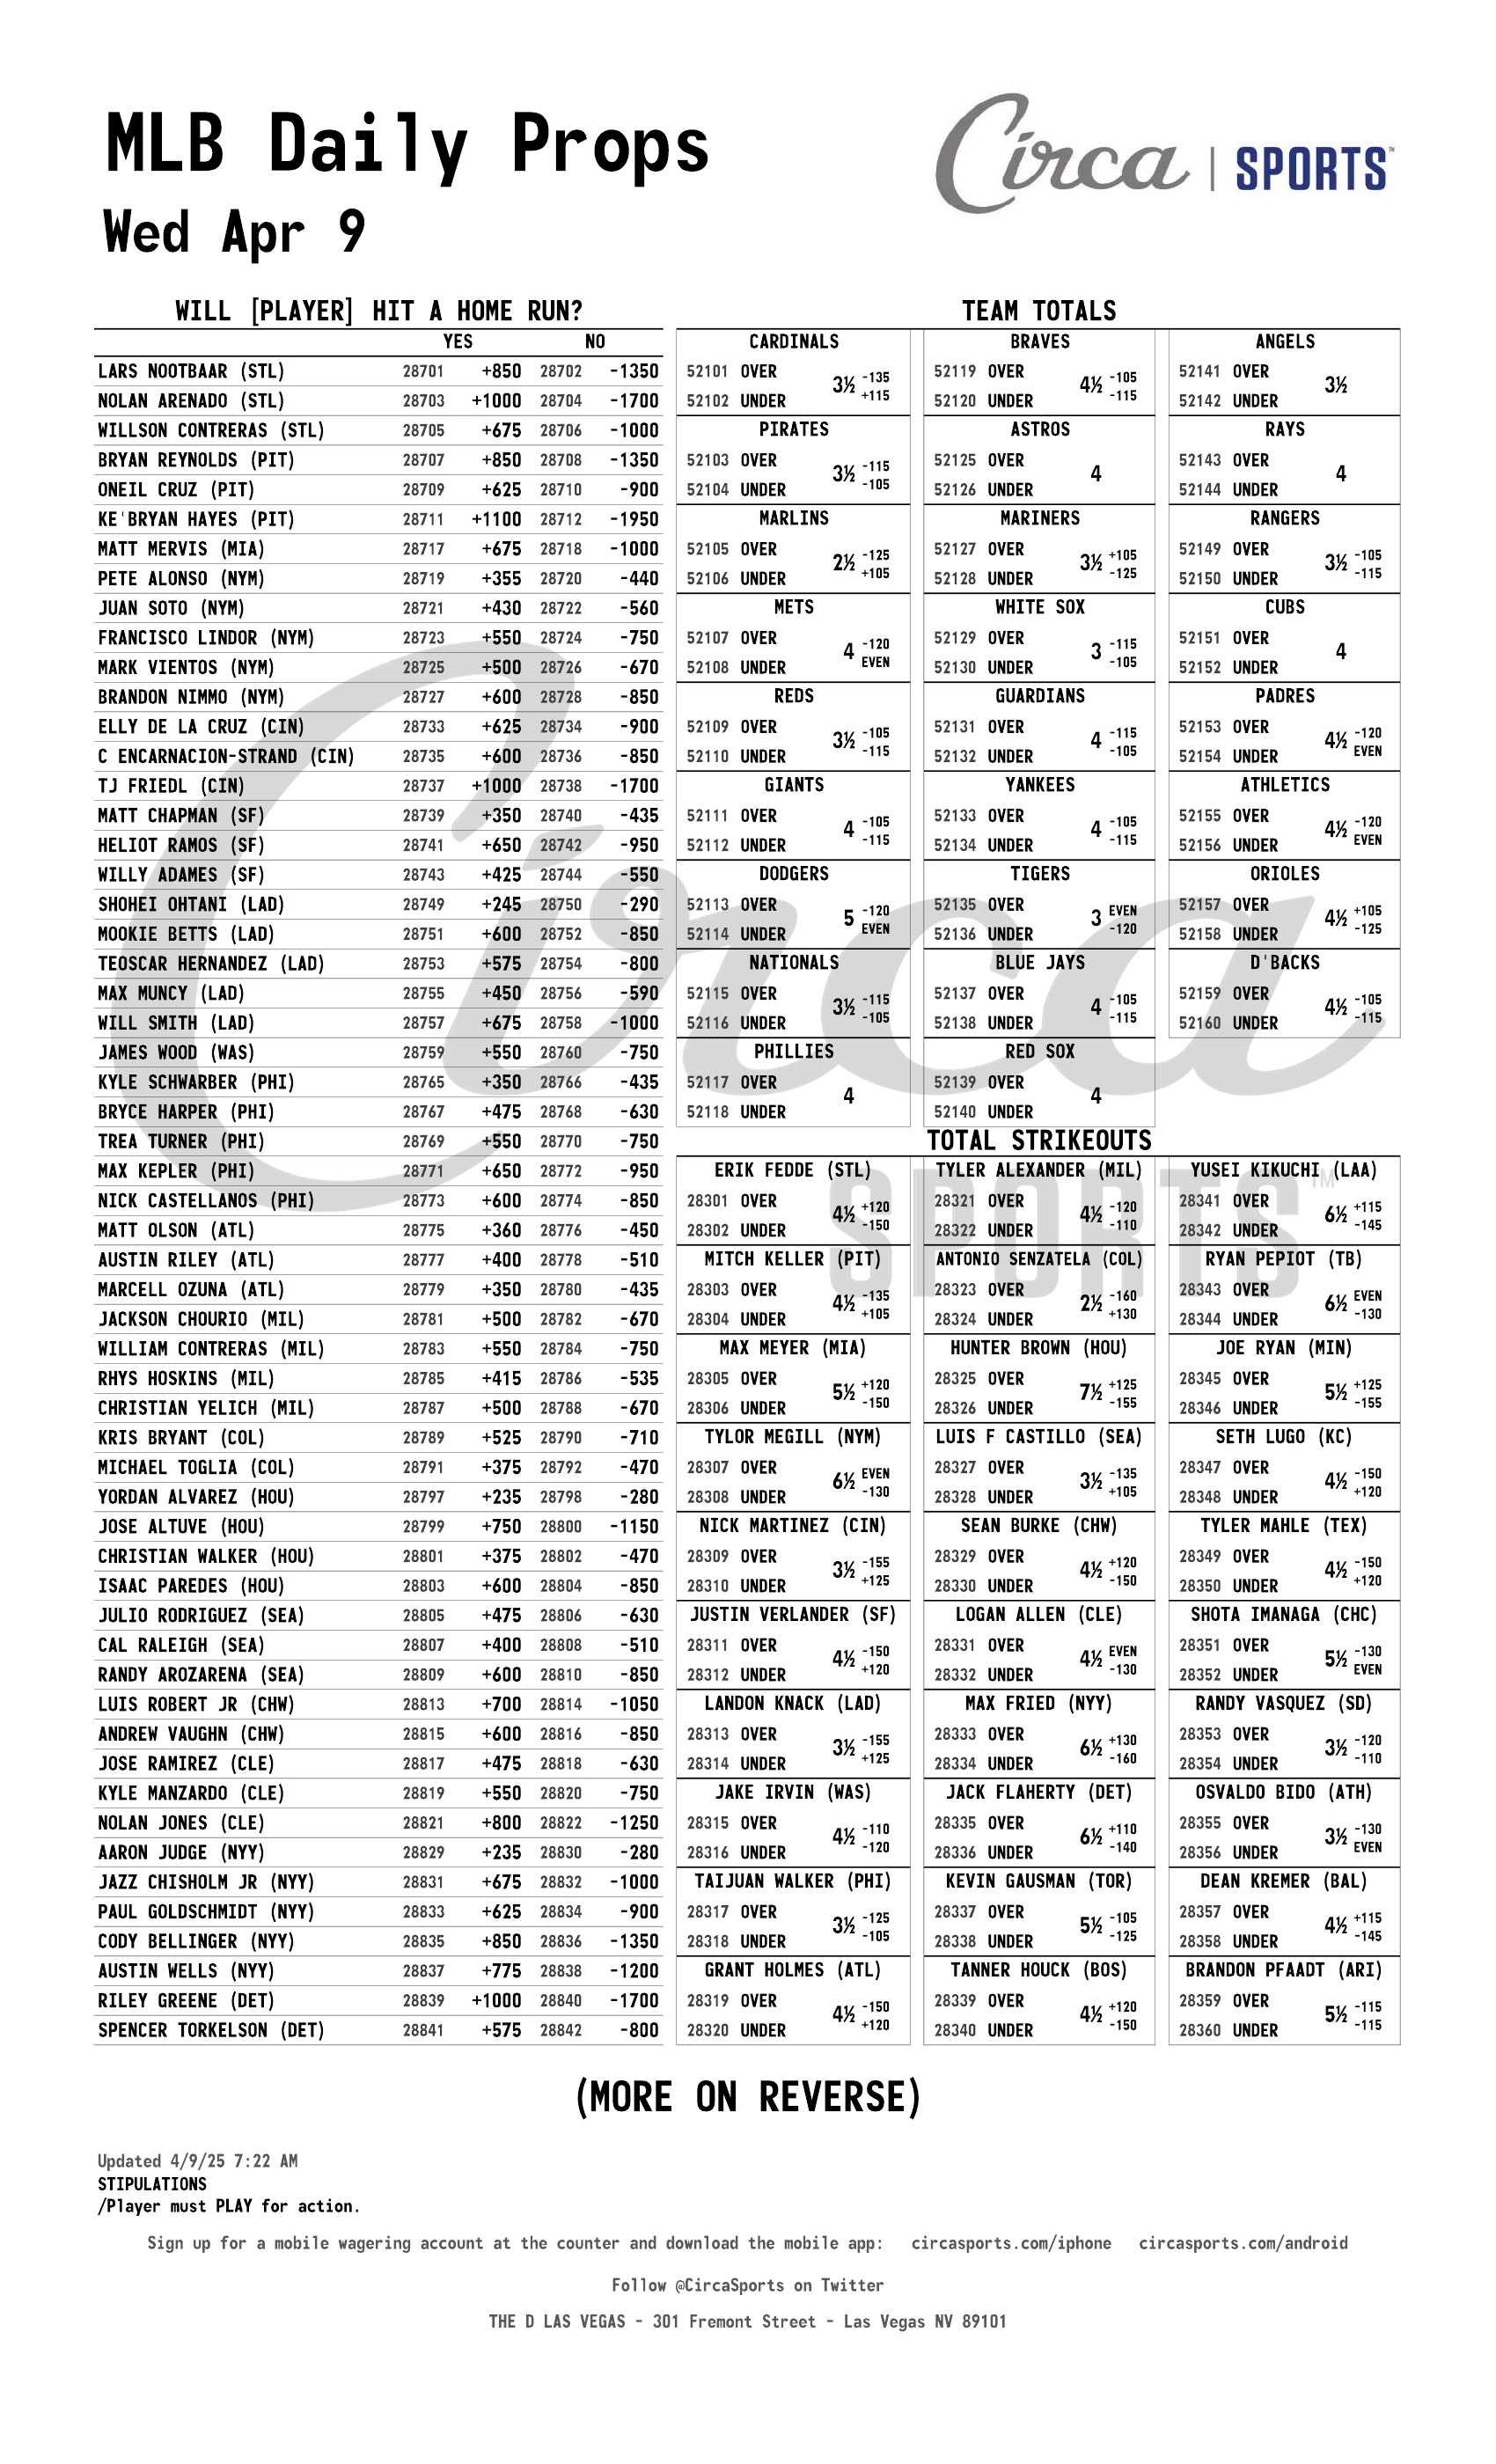 MLB Daily Props
Wed Apr 9
Circa | SPORTS™
WILL [PLAYER] HIT A HOME RUN?
YES NO
LARS NOOTBAAR (STL) 28701 +850 28702 -1350
NOLAN ARENADO (STL) 28703 +1000 28704 -1700
WILLSON CONTRERAS (STL) 28705 +675 28706 -1000
BRYAN REYNOLDS (PIT) 28707 +850 28708 -1350
ONEIL CRUZ (PIT) 28709 +625 28710 -900
KE'BRYAN HAYES (PIT) 28711 +1100 28712 -1950
MATT MERVIS (MIA) 28717 +675 28718 -1000
PETE ALONSO (NYM) 28719 +355 28720 -440
JUAN SOTO (NYM) 28721 +430 28722 -560
FRANCISCO LINDOR (NYM) 28723 +550 28724 -750
MARK VIENTOS (NYM) 28725 +500 28726 -670
BRANDON NIMMO (NYM) 28727 +600 28728 -850
ELLY DE LA CRUZ (CIN) 28733 +625 28734 -900
C ENCARNACION-STRAND (CIN) 28735 +600 28736 -850
TJ FRIEDL (CIN) 28737 +1000 28738 -1700
MATT CHAPMAN (SF) 28739 +350 28740 -435
HELIOT RAMOS (SF) 28741 +650 28742 -950
WILLY ADAMES (SF) 28743 +425 28744 -550
SHOHEI OHTANI (LAD) 28749 +245 28750 -290
MOOKIE BETTS (LAD) 28751 +600 28752 -850
TEOSCAR HERNANDEZ (LAD) 28753 +575 28754 -800
MAX MUNCY (LAD) 28755 +450 28756 -590
WILL SMITH (LAD) 28757 +675 28758 -1000
JAMES WOOD (WAS) 28759 +550 28760 -750
KYLE SCHWARBER (PHI) 28765 +350 28766 -435
BRYCE HARPER (PHI) 28767 +475 28768 -630
TREA TURNER (PHI) 28769 +550 28770 -750
MAX KEPLER (PHI) 28771 +650 28772 -950
NICK CASTELLANOS (PHI) 28773 +600 28774 -850
MATT OLSON (ATL) 28775 +360 28776 -450
AUSTIN RILEY (ATL) 28777 +400 28778 -510
MARCELL OZUNA (ATL) 28779 +350 28780 -435
JACKSON CHOURIO (MIL) 28781 +500 28782 -670
WILLIAM CONTRERAS (MIL) 28783 +550 28784 -750
RHYS HOSKINS (MIL) 28785 +415 28786 -535
CHRISTIAN YELICH (MIL) 28787 +500 28788 -670
KRIS BRYANT (COL) 28789 +525 28790 -710
MICHAEL TOGLIA (COL) 28791 +375 28792 -470
YORDAN ALVAREZ (HOU) 28797 +235 28798 -280
JOSE ALTUVE (HOU) 28799 +750 28800 -1150
CHRISTIAN WALKER (HOU) 28801 +375 28802 -470
ISAAC PAREDES (HOU) 28803 +600 28804 -850
JULIO RODRIGUEZ (SEA) 28805 +475 28806 -630
CAL RALEIGH (SEA) 28807 +400 28808 -510
RANDY AROZARENA (SEA) 28809 +600 28810 -850
LUIS ROBERT JR (CHW) 28813 +700 28814 -1050
ANDREW VAUGHN (CHW) 28815 +600 28816 -850
JOSE RAMIREZ (CLE) 28817 +475 28818 -630
KYLE MANZARDO (CLE) 28819 +550 28820 -750
NOLAN JONES (CLE) 28821 +800 28822 -1250
AARON JUDGE (NYY) 28829 +235 28830 -280
JAZZ CHISHOLM JR (NYY) 28831 +675 28832 -1000
PAUL GOLDSCHMIDT (NYY) 28833 +625 28834 -900
CODY BELLINGER (NYY) 28835 +850 28836 -1350
AUSTIN WELLS (NYY) 28837 +775 28838 -1200
RILEY GREENE (DET) 28839 +1000 28840 -1700
SPENCER TORKELSON (DET) 28841 +575 28842 -800
TEAM TOTALS
CARDINALS
52101 OVER 3½ -135
52102 UNDER +115
PIRATES
52103 OVER 3½ -115
52104 UNDER -105
MARLINS
52105 OVER 2½ -125
52106 UNDER +105
METS
52107 OVER 4 -120
52108 UNDER EVEN
REDS
52109 OVER 3½ -105
52110 UNDER -115
GIANTS
52111 OVER 4 -105
52112 UNDER -115
DODGERS
52113 OVER 5 -120
52114 UNDER EVEN
NATIONALS
52115 OVER 3½ -115
52116 UNDER -105
PHILLIES
52117 OVER 4
52118 UNDER
BRAVES
52119 OVER 4½ -105
52120 UNDER -115
ASTROS
52125 OVER 4
52126 UNDER
MARINERS
52127 OVER 3½ +105
52128 UNDER -125
WHITE SOX
52129 OVER 3 -115
52130 UNDER -105
GUARDIANS
52131 OVER 4 -115
52132 UNDER -105
YANKEES
52133 OVER 4 -105
52134 UNDER -115
TIGERS
52135 OVER 3 EVEN
52136 UNDER -120
BLUE JAYS
52137 OVER 4 -105
52138 UNDER -115
RED SOX
52139 OVER 4
52140 UNDER
ANGELS
52141 OVER 3½
52142 UNDER
RAYS
52143 OVER 4
52144 UNDER
RANGERS
52149 OVER 3½ -105
52150 UNDER -115
CUBS
52151 OVER 4
52152 UNDER
PADRES
52153 OVER 4½ -120
52154 UNDER EVEN
ATHLETICS
52155 OVER 4½ -120
52156 UNDER EVEN
ORIOLES
52157 OVER 4½ +105
52158 UNDER -125
D'BACKS
52159 OVER 4½ -105
52160 UNDER -115
TOTAL STRIKEOUTS
ERIK FEDDE (STL)
28301 OVER 4½ +120
28302 UNDER -150
MITCH KELLER (PIT)
28303 OVER 4½ -135
28304 UNDER +105
MAX MEYER (MIA)
28305 OVER 5½ +120
28306 UNDER -150
TYLOR MEGILL (NYM)
28307 OVER 6½ EVEN
28308 UNDER -130
NICK MARTINEZ (CIN)
28309 OVER 3½ -155
28310 UNDER +125
JUSTIN VERLANDER (SF)
28311 OVER 4½ -150
28312 UNDER +120
LANDON KNACK (LAD)
28313 OVER 3½ -155
28314 UNDER +125
JAKE IRVIN (WAS)
28315 OVER 4½ -110
28316 UNDER -120
TAIJUAN WALKER (PHI)
28317 OVER 3½ -125
28318 UNDER -105
GRANT HOLMES (ATL)
28319 OVER 4½ -150
28320 UNDER +120
TYLER ALEXANDER (MIL)
28321 OVER 4½ -120
28322 UNDER -110
ANTONIO SENZATELA (COL)
28323 OVER 2½ -160
28324 UNDER +130
HUNTER BROWN (HOU)
28325 OVER 7½ +125
28326 UNDER -155
LUIS F CASTILLO (SEA)
28327 OVER 3½ -135
28328 UNDER +105
SEAN BURKE (CHW)
28329 OVER 4½ +120
28330 UNDER -150
LOGAN ALLEN (CLE)
28331 OVER 4½ EVEN
28332 UNDER -130
MAX FRIED (NYY)
28333 OVER 6½ +130
28334 UNDER -160
JACK FLAHERTY (DET)
28335 OVER 6½ +110
28336 UNDER -140
KEVIN GAUSMAN (TOR)
28337 OVER 5½ -105
28338 UNDER -125
TANNER HOUCK (BOS)
28339 OVER 4½ +120
28340 UNDER -150
YUSEI KIKUCHI (LAA)
28341 OVER 6½ +115
28342 UNDER -145
RYAN PEPIOT (TB)
28343 OVER 6½ EVEN
28344 UNDER -130
JOE RYAN (MIN)
28345 OVER 5½ +125
28346 UNDER -155
SETH LUGO (KC)
28347 OVER 4½ -150
28348 UNDER +120
TYLER MAHLE (TEX)
28349 OVER 4½ -150
28350 UNDER +120
SHOTA IMANAGA (CHC)
28351 OVER 5½ -130
28352 UNDER EVEN
RANDY VASQUEZ (SD)
28353 OVER 3½ -120
28354 UNDER -110
OSVALDO BIDO (ATH)
28355 OVER 3½ -130
28356 UNDER EVEN
DEAN KREMER (BAL)
28357 OVER 4½ +115
28358 UNDER -145
BRANDON PFAADT (ARI)
28359 OVER 5½ -115
28360 UNDER -115
Circa SPORTS™
(MORE ON REVERSE)
Updated 4/9/25 7:22 AM
STIPULATIONS
/Player must PLAY for action.
Sign up for a mobile wagering account at the counter and download the mobile app: circasports.com/iphone circasports.com/android
Follow @CircaSports on Twitter
THE D LAS VEGAS - 301 Fremont Street - Las Vegas NV 89101